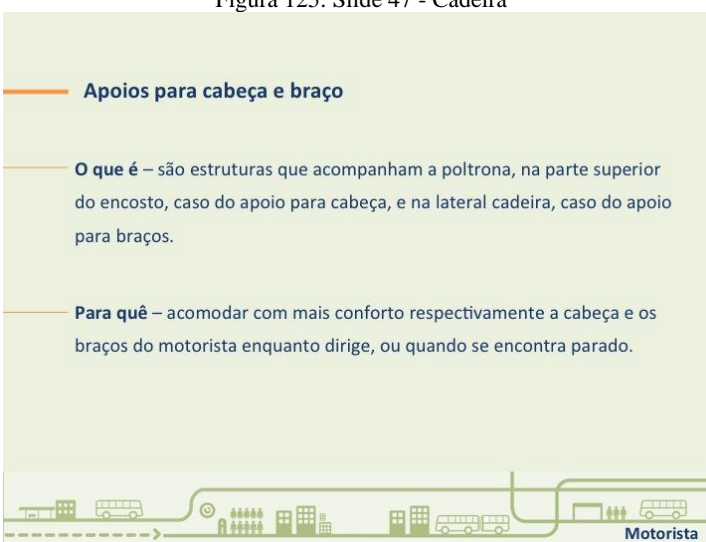 Figura 125: Slide 47 - Cadeira
Apoios para cabeça e braço
O que é – são estruturas que acompanham a poltrona, na parte superior
do encosto, caso do apoio para cabeça, e na lateral cadeira, caso do apoio
para braços.
Para quê – acomodar com mais conforto respectivamente a cabeça e os
braços do motorista enquanto dirige, ou quando se encontra parado.
Motorista